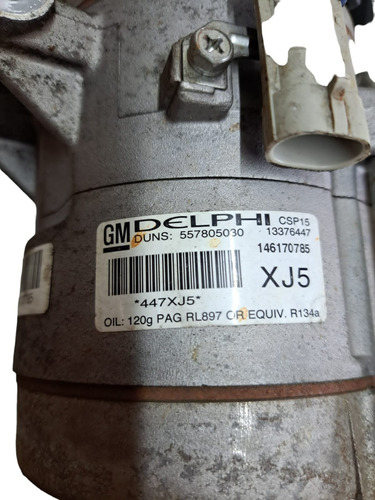 GM DELPHI CSP15
DUNS: 557805030 13376447
146170785
XJ5
*447XJ5*
OIL: 120g PAG RL897 OR EQUIV. R134a